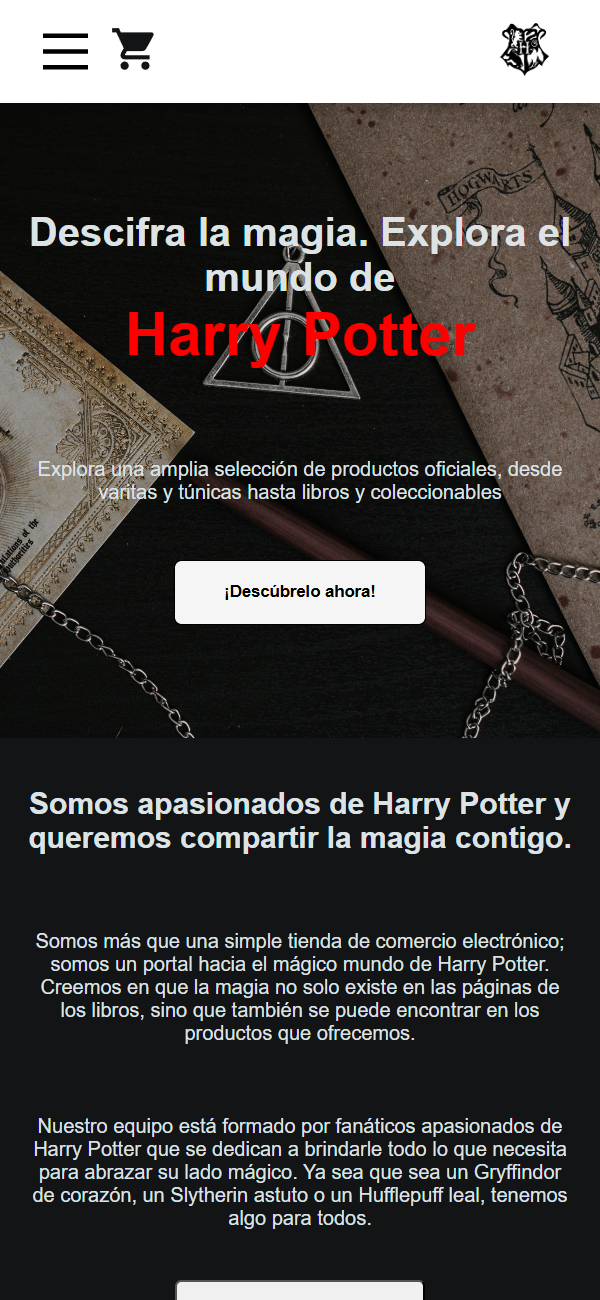 HOGWARTS
Descifra la magia. Explora el
mundo de
Harry Potter
Explora una amplia selección de productos oficiales, desde
varitas y túnicas hasta libros y coleccionables
¡Descúbrelo ahora!
Somos apasionados de Harry Potter y
queremos compartir la magia contigo.
Somos más que una simple tienda de comercio electrónico;
somos un portal hacia el mágico mundo de Harry Potter.
Creemos en que la magia no solo existe en las páginas de
los libros, sino que también se puede encontrar en los
productos que ofrecemos.
Nuestro equipo está formado por fanáticos apasionados de
Harry Potter que se dedican a brindarle todo lo que necesita
para abrazar su lado mágico. Ya sea que sea un Gryffindor
de corazón, un Slytherin astuto o un Hufflepuff leal, tenemos
algo para todos.